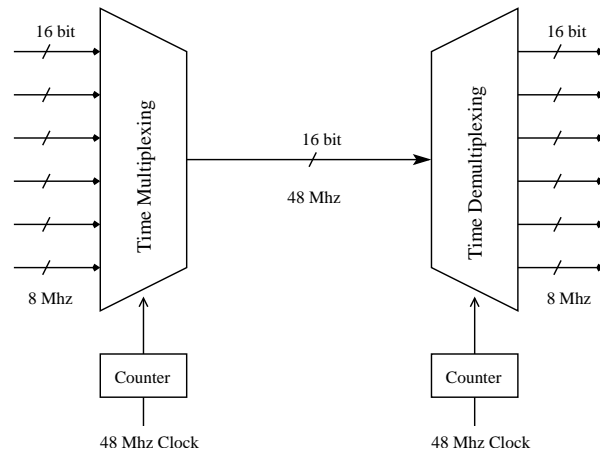 16 bit
16 bit
Time Multiplexing
16 bit
Time Demultiplexing
48 Mhz
8 Mhz
8 Mhz
Counter
Counter
48 Mhz Clock
48 Mhz Clock